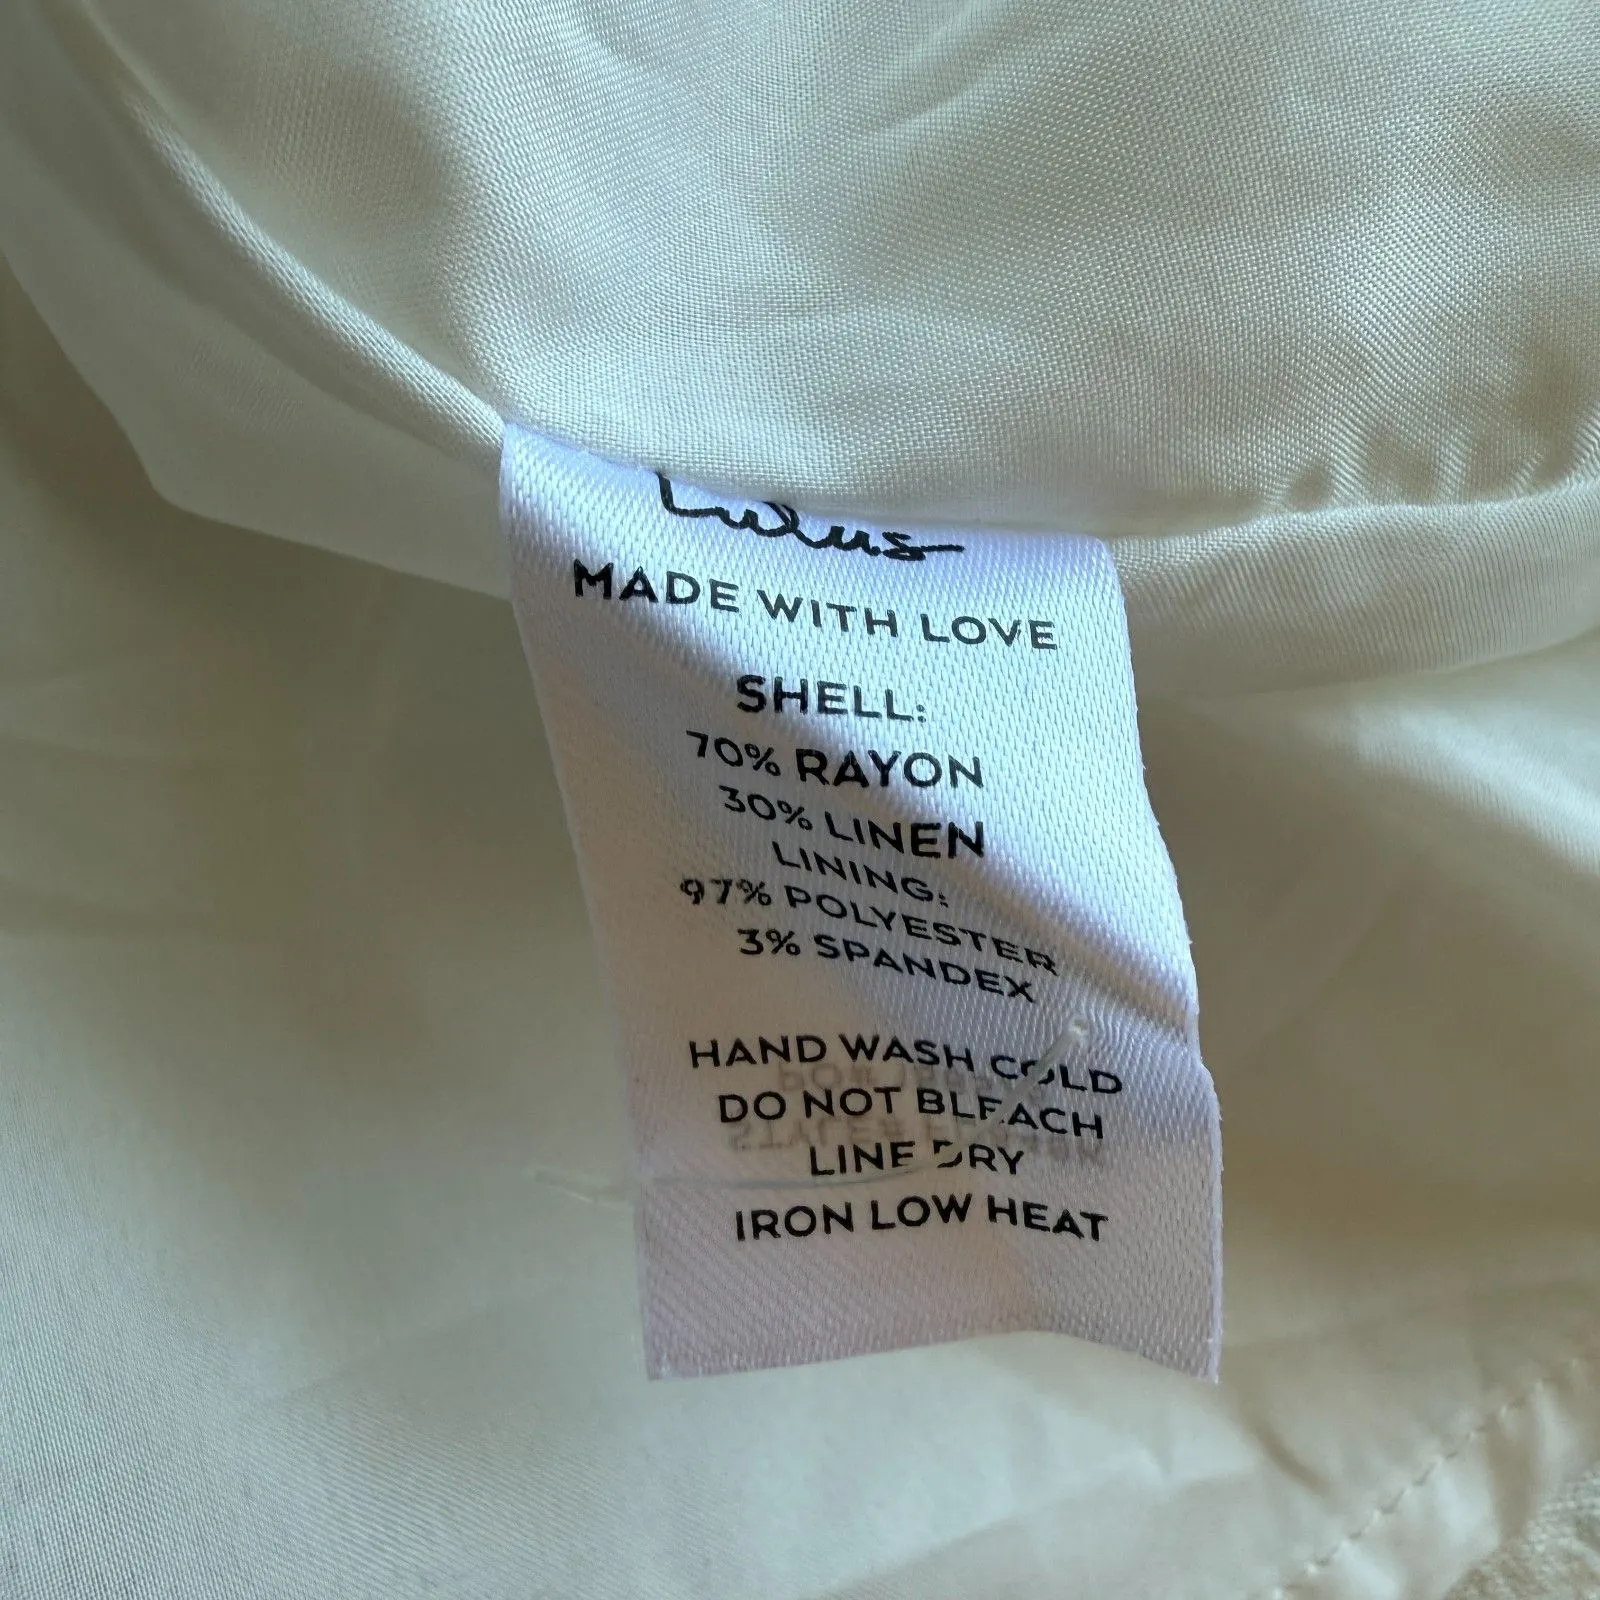 Lulus
MADE WITH LOVE
SHELL:
70% RAYON
30% LINEN
LINING:
97% POLYESTER
3% SPANDEX
HAND WASH COLD
DO NOT BLEACH
LINE DRY
IRON LOW HEAT